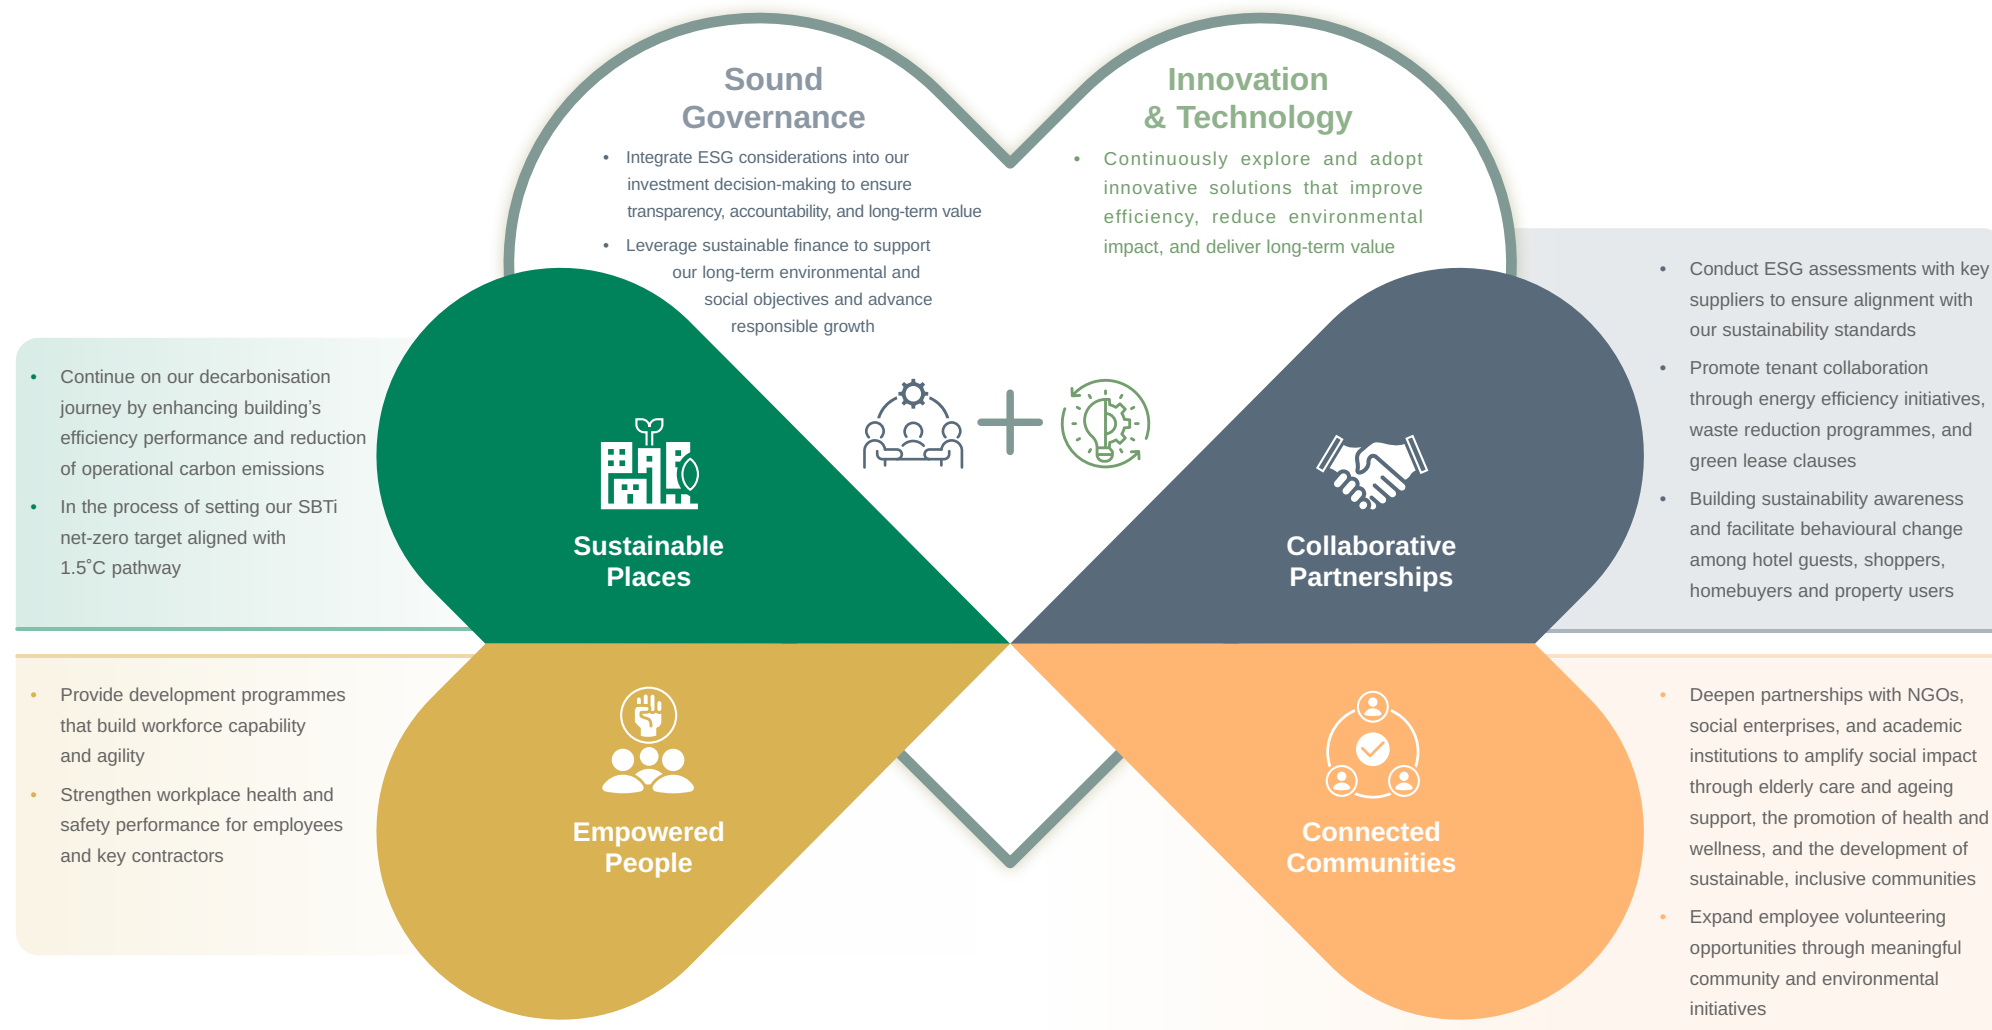 Sound
Governance
• Integrate ESG considerations into our
investment decision-making to ensure
transparency, accountability, and long-term value
• Leverage sustainable finance to support
our long-term environmental and
social objectives and advance
responsible growth
Innovation
& Technology
• Continuously explore and adopt
innovative solutions that improve
efficiency, reduce environmental
impact, and deliver long-term value
• Continue on our decarbonisation
journey by enhancing building’s
efficiency performance and reduction
of operational carbon emissions
• In the process of setting our SBTi
net-zero target aligned with
1.5˚C pathway
Sustainable
Places
Collaborative
Partnerships
• Conduct ESG assessments with key
suppliers to ensure alignment with
our sustainability standards
• Promote tenant collaboration
through energy efficiency initiatives,
waste reduction programmes, and
green lease clauses
• Building sustainability awareness
and facilitate behavioural change
among hotel guests, shoppers,
homebuyers and property users
• Provide development programmes
that build workforce capability
and agility
• Strengthen workplace health and
safety performance for employees
and key contractors
Empowered
People
Connected
Communities
• Deepen partnerships with NGOs,
social enterprises, and academic
institutions to amplify social impact
through elderly care and ageing
support, the promotion of health and
wellness, and the development of
sustainable, inclusive communities
• Expand employee volunteering
opportunities through meaningful
community and environmental
initiatives